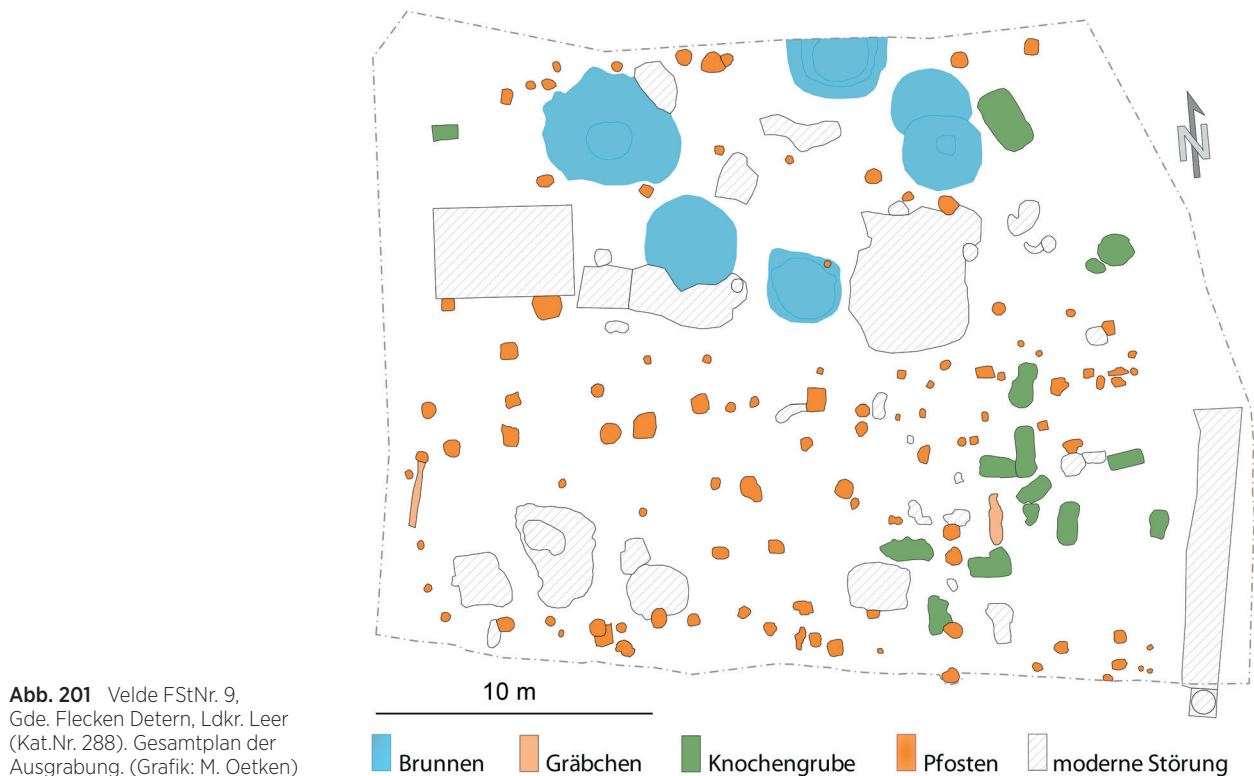 N
Abb. 201 Velde FStNr. 9,
Gde. Flecken Detern, Ldkr. Leer
(Kat.Nr. 288). Gesamtplan der
Ausgrabung. (Grafik: M. Oetken)
10 m
Brunnen Gräbchen Knochengrube Pfosten moderne Störung